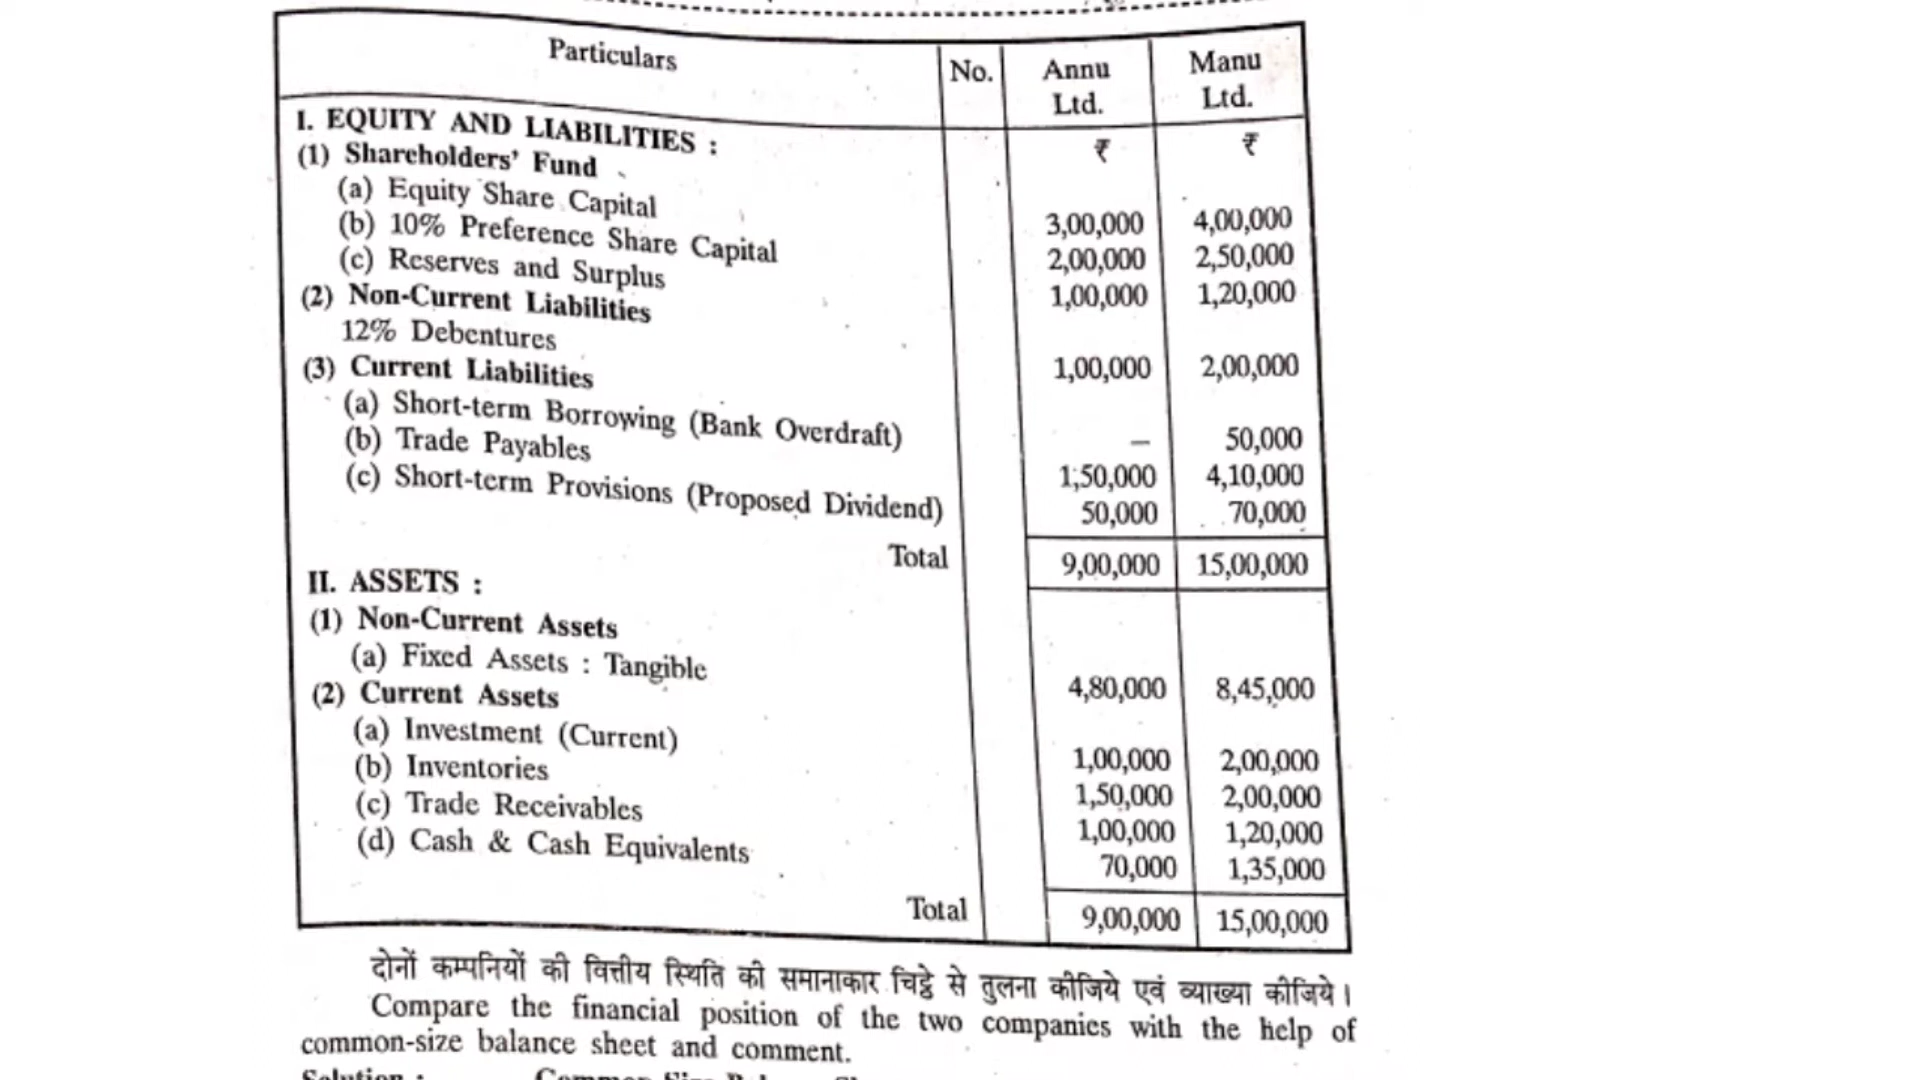 Particulars No. Annu Ltd. Manu Ltd.
I. EQUITY AND LIABILITIES : ₹ ₹
(1) Shareholders' Fund
(a) Equity Share Capital 3,00,000 4,00,000
(b) 10% Preference Share Capital 2,00,000 2,50,000
(c) Reserves and Surplus 1,00,000 1,20,000
(2) Non-Current Liabilities
12% Debentures 1,00,000 2,00,000
(3) Current Liabilities
(a) Short-term Borrowing (Bank Overdraft) – 50,000
(b) Trade Payables 1,50,000 4,10,000
(c) Short-term Provisions (Proposed Dividend) 50,000 70,000
Total 9,00,000 15,00,000
II. ASSETS :
(1) Non-Current Assets
(a) Fixed Assets : Tangible 4,80,000 8,45,000
(2) Current Assets
(a) Investment (Current) 1,00,000 2,00,000
(b) Inventories 1,50,000 2,00,000
(c) Trade Receivables 1,00,000 1,20,000
(d) Cash & Cash Equivalents 70,000 1,35,000
Total 9,00,000 15,00,000
दोनों कम्पनियों की वित्तीय स्थिति की समानाकार चिट्ठे से तुलना कीजिये एवं व्याख्या कीजिये।
Compare the financial position of the two companies with the help of
common-size balance sheet and comment.
Solution :